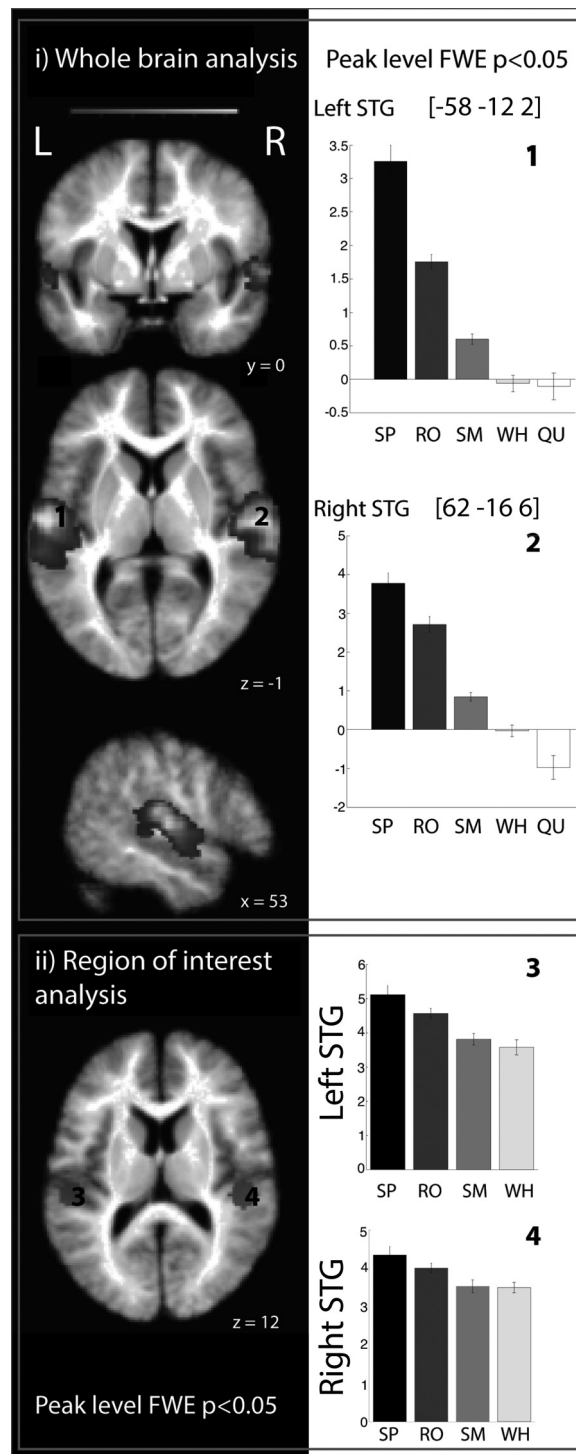 i) Whole brain analysis
L R
y = 0
1 2
z = -1
x = 53
Peak level FWE p<0.05
Left STG [-58 -12 2]
1
3.5
3
2.5
2
1.5
1
0.5
0
-0.5
SP RO SM WH QU
Right STG [62 -16 6]
2
5
4
3
2
1
0
-1
-2
SP RO SM WH QU
ii) Region of interest
analysis
3 4
z = 12
Peak level FWE p<0.05
3
Left STG
6
5
4
3
2
1
0
SP RO SM WH
4
Right STG
5
4
3
2
1
0
SP RO SM WH